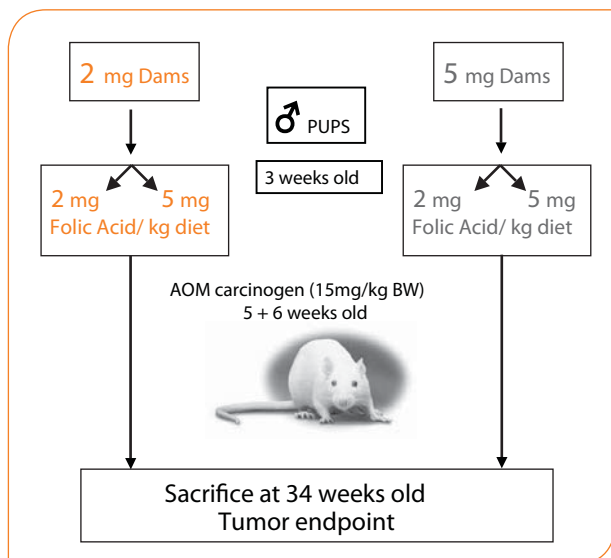 2 mg Dams
5 mg Dams
♂ PUPS
3 weeks old
2 mg 5 mg
Folic Acid/ kg diet
2 mg 5 mg
Folic Acid/ kg diet
AOM carcinogen (15mg/kg BW)
5 + 6 weeks old
Sacrifice at 34 weeks old
Tumor endpoint